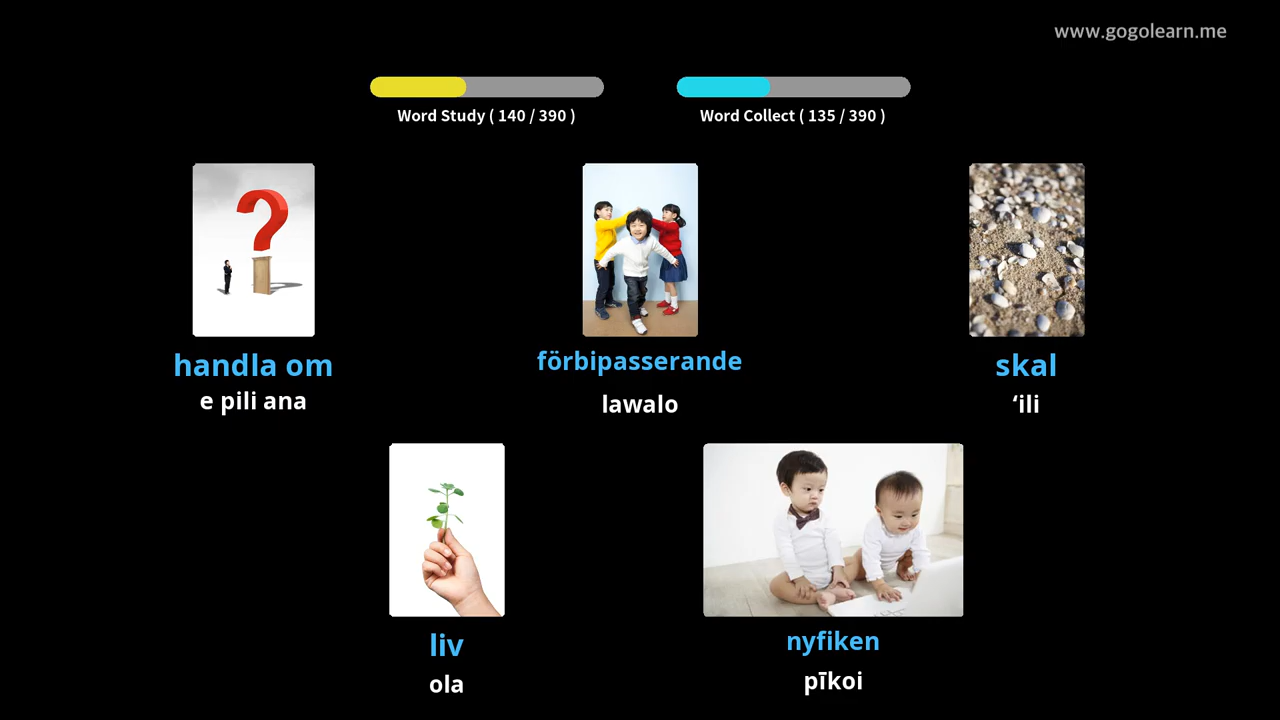 www.gogolearn.me
Word Study ( 140 / 390 )
Word Collect ( 135 / 390 )
handla om
e pili ana
förbipasserande
lawalo
skal
ʻili
liv
ola
nyfiken
pīkoi